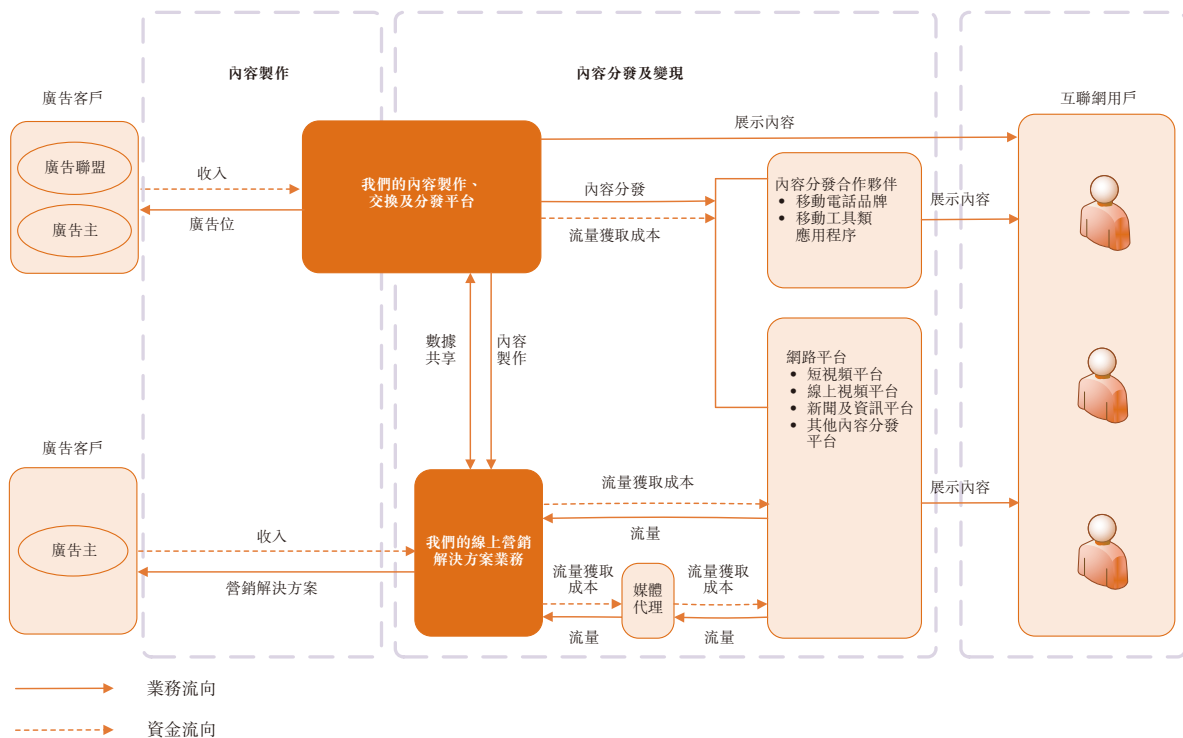 內容製作
內容分發及變現
廣告客戶
互聯網用戶
展示內容
廣告聯盟
收入
我們的內容製作、
交換及分發平台
內容分發
內容分發合作夥伴
• 移動電話品牌
• 移動工具類
應用程序
展示內容
廣告主
廣告位
流量獲取成本
數據
共享
內容
製作
網路平台
• 短視頻平台
• 線上視頻平台
• 新聞及資訊平台
• 其他內容分發
平台
廣告客戶
流量獲取成本
展示內容
流量
廣告主
收入
我們的線上營銷
解決方案業務
營銷解決方案
流量獲取
成本
媒體
代理
流量獲取
成本
流量
流量
業務流向
資金流向